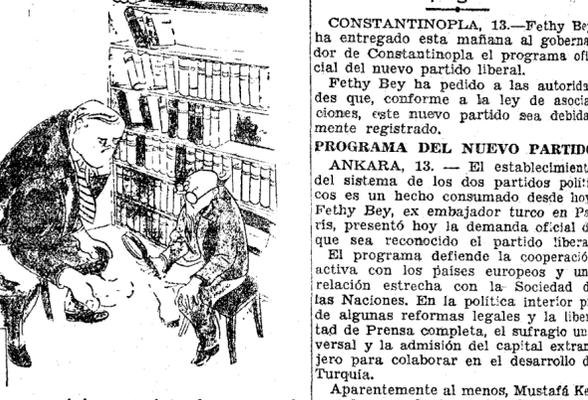 CONSTANTINOPLA, 13.—Fethy Be
ha entregado esta mañana al goberna
dor de Constantinopla el programa ofi
cial del nuevo partido liberal.
Fethy Bey ha pedido a las autorida
des que, conforme a la ley de asocia
ciones, este nuevo partido sea debida
mente registrado.
PROGRAMA DEL NUEVO PARTIDO
ANKARA, 13. — El establecimient
del sistema de los dos partidos polít
cos es un hecho consumado desde hoy
Fethy Bey, ex embajador turco en Pa
rís, presentó hoy la demanda oficial d
que sea reconocido el partido libera
El programa defiende la cooperació
activa con los países europeos y un
relación estrecha con la Sociedad d
las Naciones. En la política interior p
de algunas reformas legales y la liber
tad de Prensa completa, el sufragio un
versal y la admisión del capital extran
jero para colaborar en el desarrollo d
Turquía.
Aparentemente al menos, Mustafá Ke